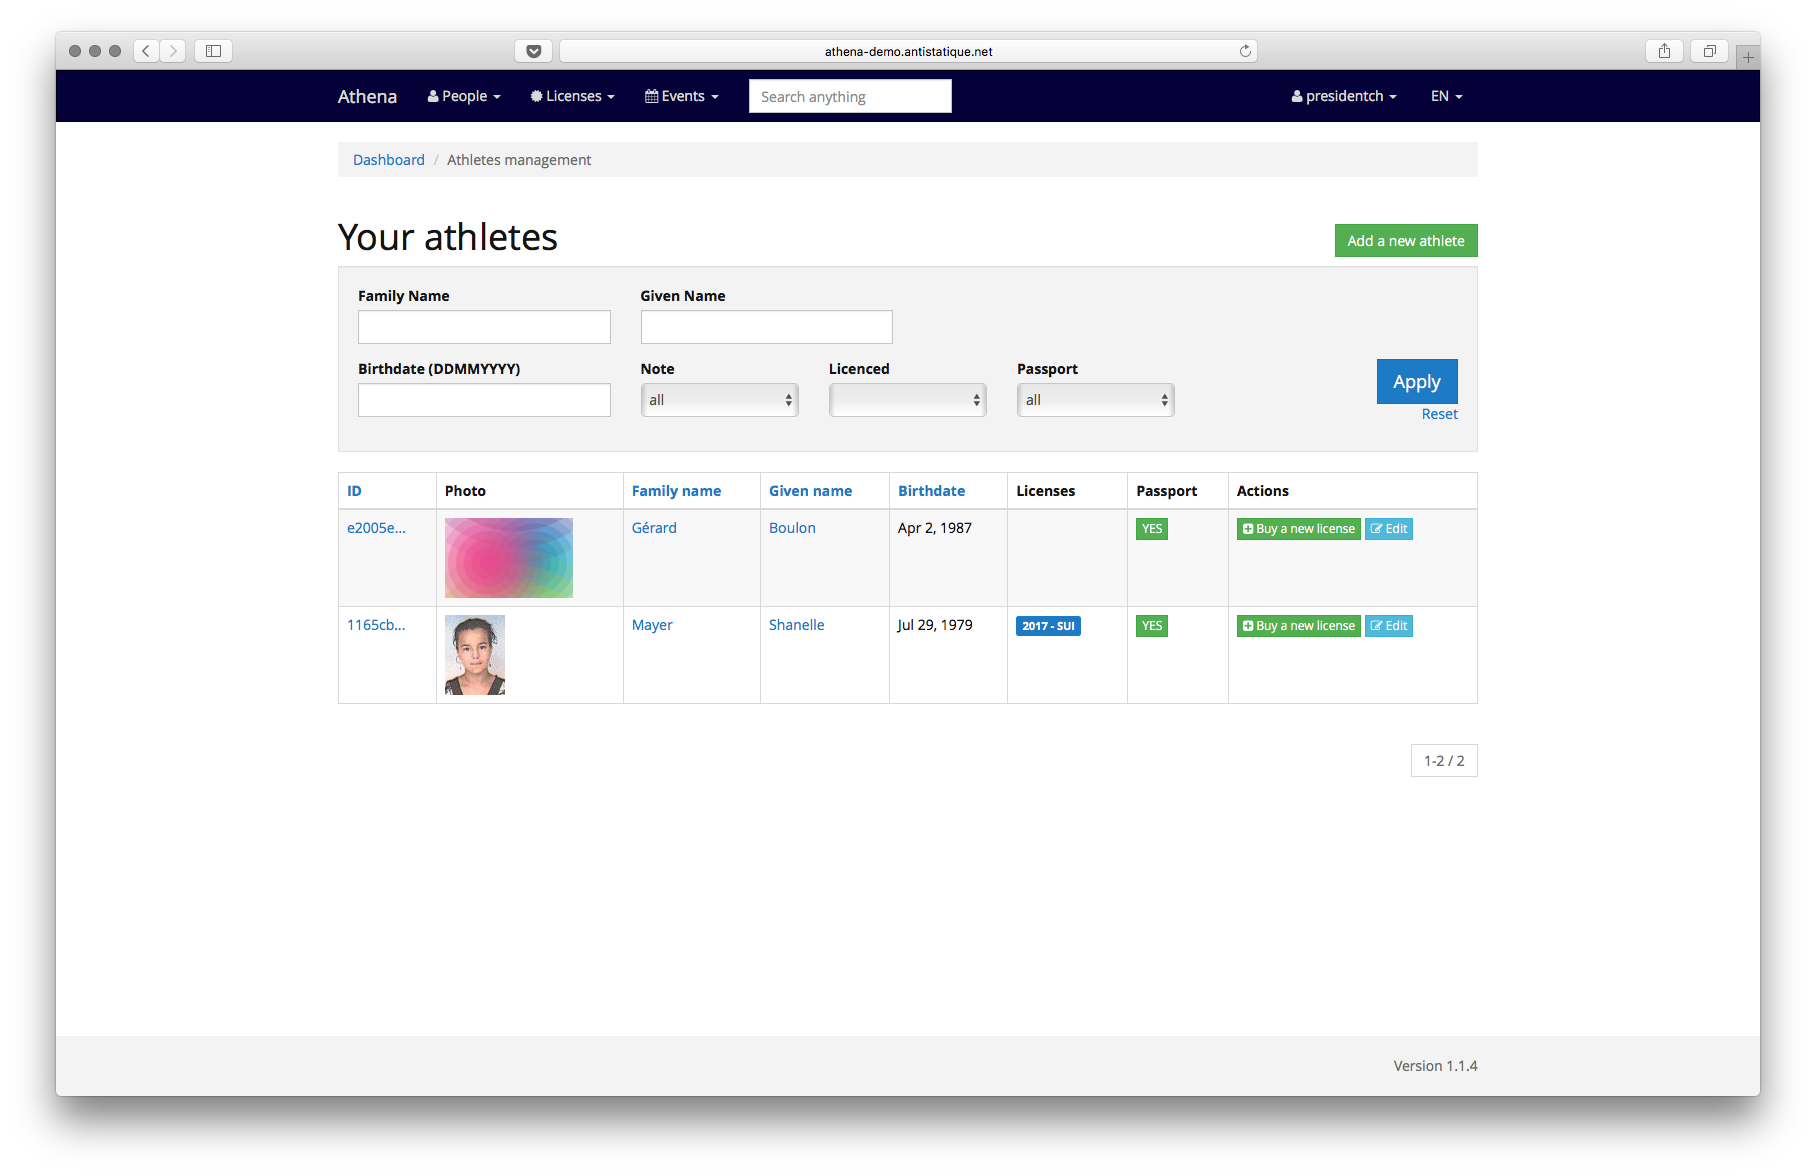 athena-demo.antistatique.net
Athena People Licenses Events Search anything presidentch EN
Dashboard / Athletes management
Your athletes
Add a new athlete
Family Name Given Name
Birthdate (DDMMYYYY) Note Licenced Passport
all all
Apply
Reset
ID Photo Family name Given name Birthdate Licenses Passport Actions
e2005e... Gérard Boulon Apr 2, 1987 YES Buy a new license Edit
1165cb... Mayer Shanelle Jul 29, 1979 2017 - SUI YES Buy a new license Edit
1-2 / 2
Version 1.1.4